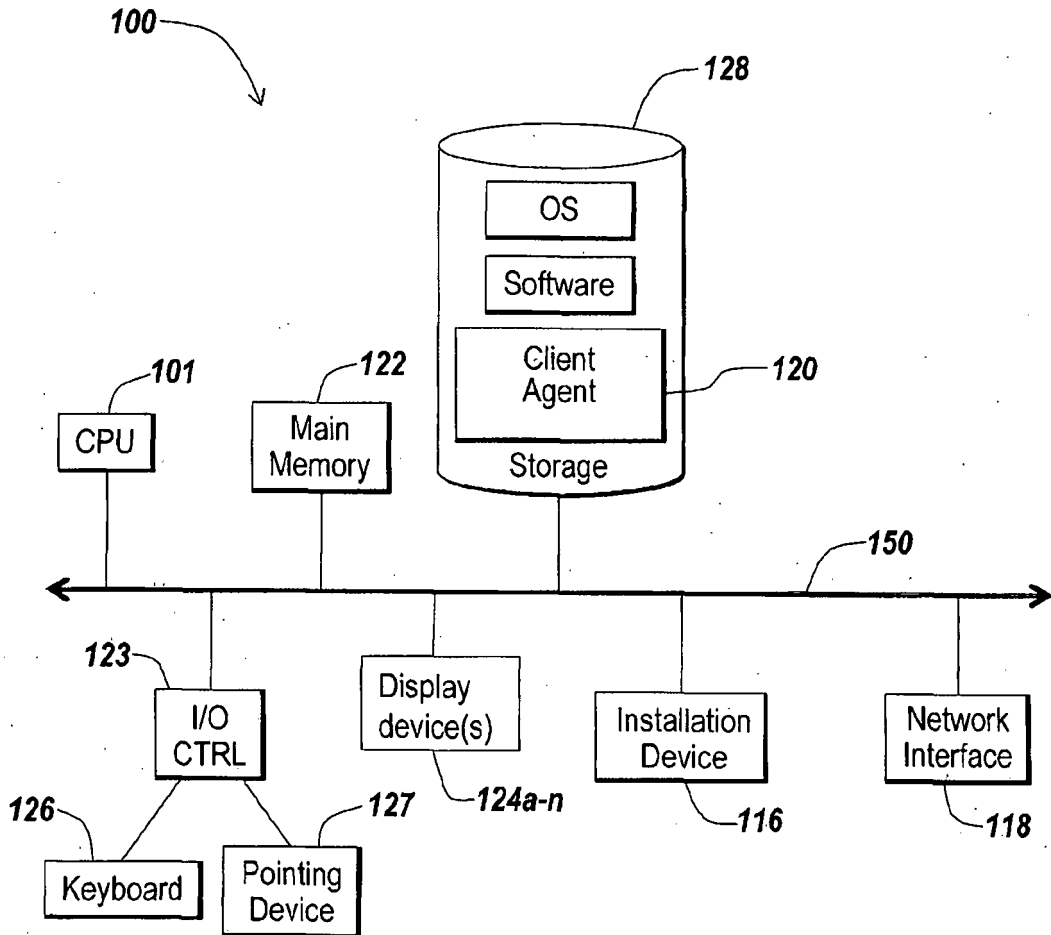 100
128
OS
Software
Client
Agent
120
Storage
101
CPU
122
Main
Memory
150
123
I/O
CTRL
Display
device(s)
124a-n
Installation
Device
116
Network
Interface
118
126
Keyboard
127
Pointing
Device